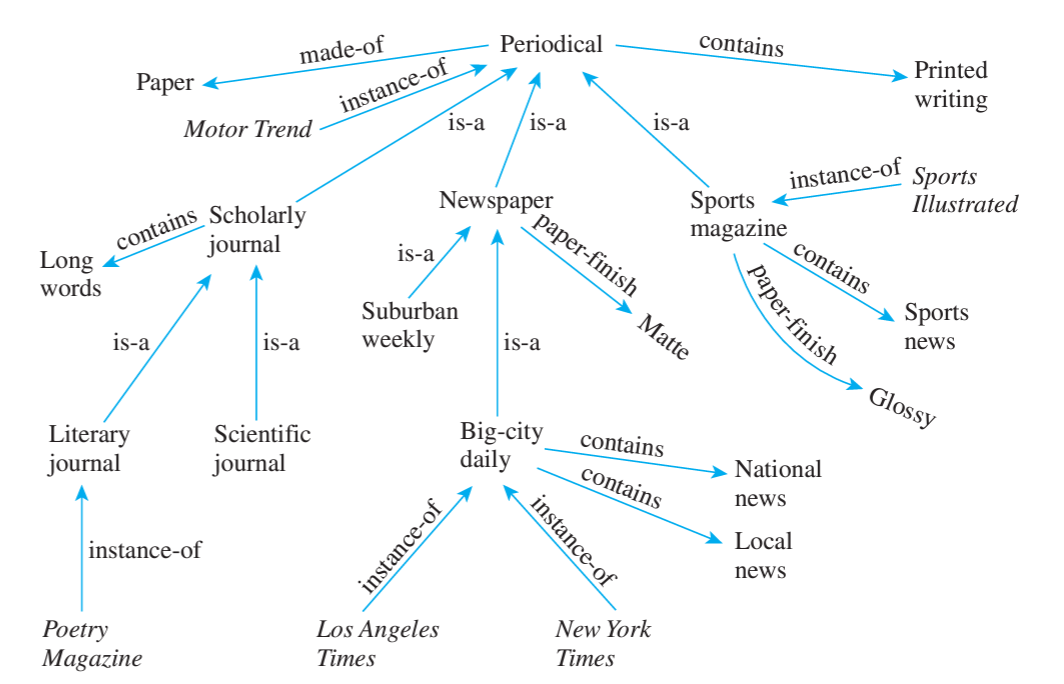 Periodical
made-of
contains
Paper
Printed
writing
instance-of
Motor Trend
is-a
is-a
is-a
instance-of
Sports
Illustrated
Scholarly
journal
Newspaper
Sports
magazine
contains
Long
words
is-a
paper-finish
contains
paper-finish
Suburban
weekly
Matte
Sports
news
is-a
is-a
is-a
Glossy
Literary
journal
Scientific
journal
Big-city
daily
contains
National
news
contains
Local
news
instance-of
instance-of
instance-of
Poetry
Magazine
Los Angeles
Times
New York
Times